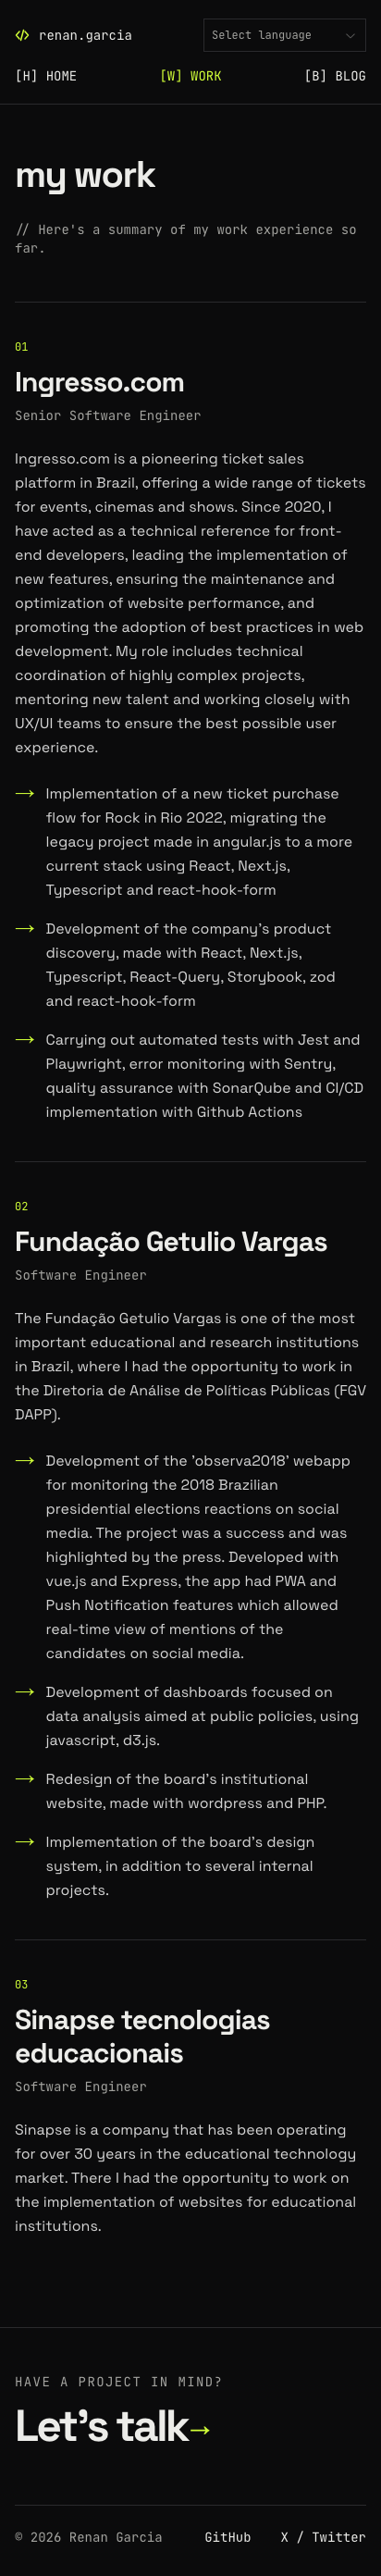 renan.garcia
Select language
[H] HOME
[W] WORK
[B] BLOG
my work
// Here's a summary of my work experience so
far.
01
Ingresso.com
Senior Software Engineer
Ingresso.com is a pioneering ticket sales
platform in Brazil, offering a wide range of tickets
for events, cinemas and shows. Since 2020, I
have acted as a technical reference for front-
end developers, leading the implementation of
new features, ensuring the maintenance and
optimization of website performance, and
promoting the adoption of best practices in web
development. My role includes technical
coordination of highly complex projects,
mentoring new talent and working closely with
UX/UI teams to ensure the best possible user
experience.
Implementation of a new ticket purchase
flow for Rock in Rio 2022, migrating the
legacy project made in angular.js to a more
current stack using React, Next.js,
Typescript and react-hook-form
Development of the company's product
discovery, made with React, Next.js,
Typescript, React-Query, Storybook, zod
and react-hook-form
Carrying out automated tests with Jest and
Playwright, error monitoring with Sentry,
quality assurance with SonarQube and CI/CD
implementation with Github Actions
02
Fundação Getulio Vargas
Software Engineer
The Fundação Getulio Vargas is one of the most
important educational and research institutions
in Brazil, where I had the opportunity to work in
the Diretoria de Análise de Políticas Públicas (FGV
DAPP).
Development of the 'observa2018' webapp
for monitoring the 2018 Brazilian
presidential elections reactions on social
media. The project was a success and was
highlighted by the press. Developed with
vue.js and Express, the app had PWA and
Push Notification features which allowed
real-time view of mentions of the
candidates on social media.
Development of dashboards focused on
data analysis aimed at public policies, using
javascript, d3.js.
Redesign of the board's institutional
website, made with wordpress and PHP.
Implementation of the board's design
system, in addition to several internal
projects.
03
Sinapse tecnologias
educacionais
Software Engineer
Sinapse is a company that has been operating
for over 30 years in the educational technology
market. There I had the opportunity to work on
the implementation of websites for educational
institutions.
HAVE A PROJECT IN MIND?
Let's talk→
© 2026 Renan Garcia
GitHub
X / Twitter